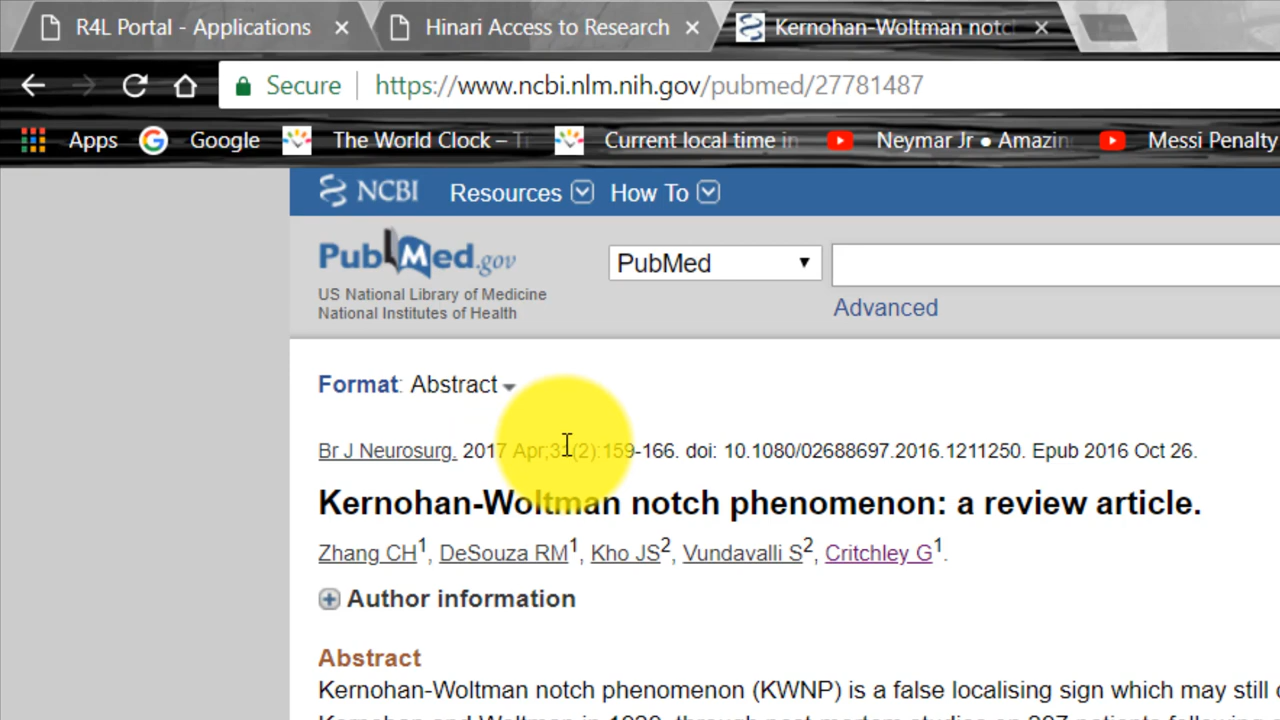 R4L Portal - Applications
Hinari Access to Research
Kernohan-Woltman notc
Secure
https://www.ncbi.nlm.nih.gov/pubmed/27781487
Apps Google The World Clock – T Current local time in Neymar Jr ● Amazin Messi Penalty
NCBI Resources How To
PubMed.gov
US National Library of Medicine
National Institutes of Health
PubMed
Advanced
Format: Abstract
Br J Neurosurg. 2017 Apr;31(2):159-166. doi: 10.1080/02688697.2016.1211250. Epub 2016 Oct 26.
Kernohan-Woltman notch phenomenon: a review article.
Zhang CH1, DeSouza RM1, Kho JS2, Vundavalli S2, Critchley G1.
Author information
Abstract
Kernohan-Woltman notch phenomenon (KWNP) is a false localising sign which may still